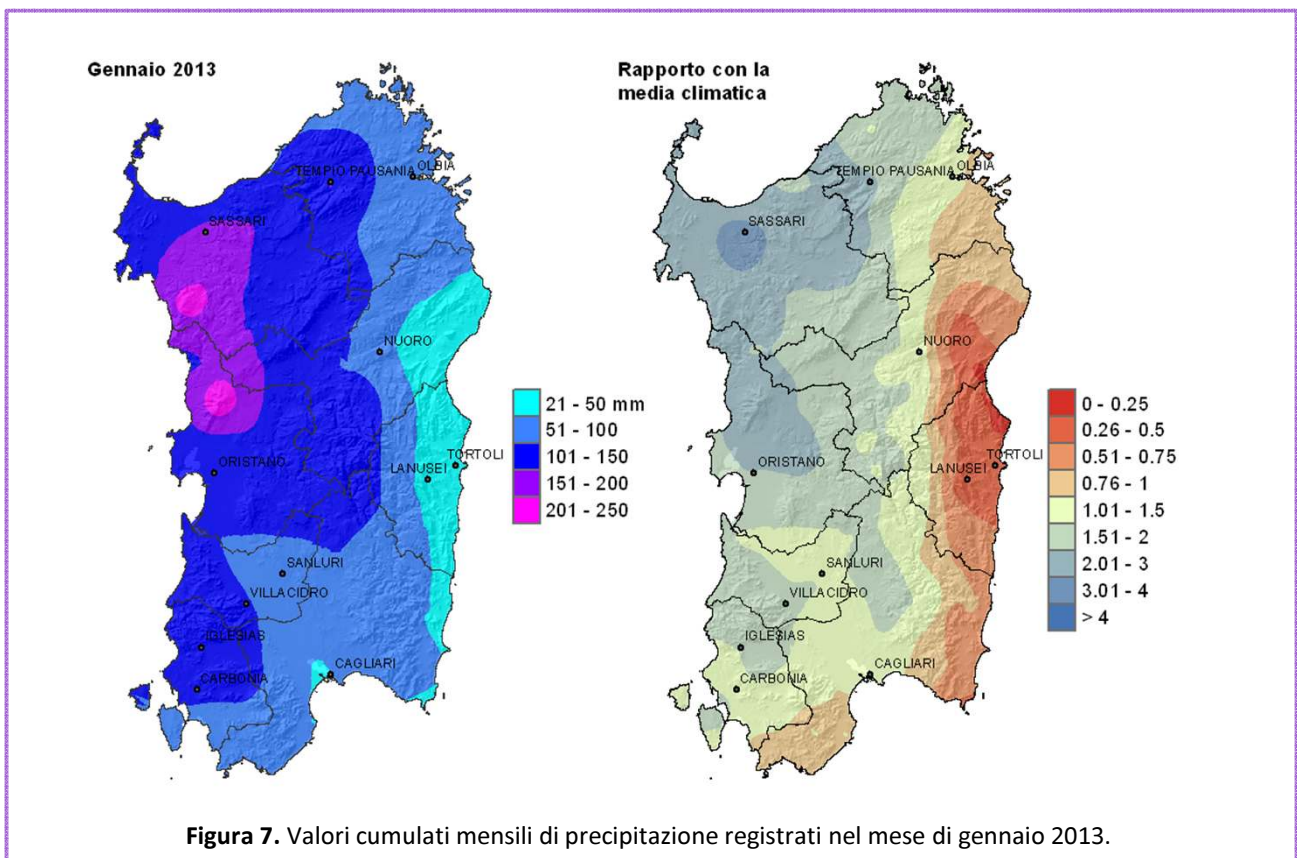 Gennaio 2013
TEMPIO PAUSANIA
OLBIA
SASSARI
NUORO
ORISTANO
LANUSEI
TORTOLI
SANLURI
VILLACIDRO
IGLESIAS
CARBONIA
CAGLIARI
21 - 50 mm
51 - 100
101 - 150
151 - 200
201 - 250
Rapporto con la
media climatica
TEMPIO PAUSANIA
OLBIA
SASSARI
NUORO
ORISTANO
LANUSEI
TORTOLI
SANLURI
VILLACIDRO
IGLESIAS
CARBONIA
CAGLIARI
0 - 0.25
0.26 - 0.5
0.51 - 0.75
0.76 - 1
1.01 - 1.5
1.51 - 2
2.01 - 3
3.01 - 4
> 4
Figura 7. Valori cumulati mensili di precipitazione registrati nel mese di gennaio 2013.